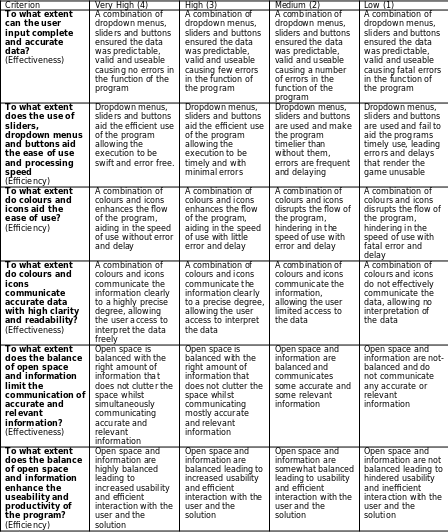 Criterion Very High (4) High (3) Medium (2) Low (1)
To what extent
can the user
input complete
and accurate
data?
(Effectiveness)
A combination of
dropdown menus,
sliders and buttons
ensured the data
was predictable,
valid and useable
causing no errors in
the function of the
program
A combination of
dropdown menus,
sliders and buttons
ensured the data
was predictable,
valid and useable
causing few errors in
the function of the
program
A combination of
dropdown menus,
sliders and buttons
ensured the data
was predictable,
valid and useable
causing a number
of errors in the
function of the
program
A combination of
dropdown menus,
sliders and buttons
ensured the data
was predictable,
valid and useable
causing fatal errors
in the function of the
program
To what extent
does the use of
sliders,
dropdown menus
and buttons aid
the ease of use
and processing
speed
(Efficiency)
Dropdown menus,
sliders and buttons
aid the efficient use
of the program
allowing the
execution to be
swift and error free.
Dropdown menus,
sliders and buttons
aid the efficient use
of the program
allowing the
execution to be
timely and with
minimal errors
Dropdown menus,
sliders and buttons
are used and make
the program
timelier than
without them,
errors are frequent
and delaying
Dropdown menus,
sliders and buttons
are used and fail to
aid the programs
timely use, leading
errors and delays
that render the
game unusable
To what extent
do colours and
icons aid the
ease of use?
(Efficiency)
A combination of
colours and icons
enhances the flow
of the program,
aiding in the speed
of use without error
and delay
A combination of
colours and icons
enhances the flow
of the program,
aiding in the speed
of use with little
error and delay
A combination of
colours and icons
disrupts the flow of
the program,
hindering in the
speed of use with
error and delay
A combination of
colours and icons
disrupts the flow of
the program,
hindering in the
speed of use with
fatal error and
delay
To what extent
do colours and
icons
communicate
accurate data
with high clarity
and readability?
(Effectiveness)
A combination of
colours and icons
communicate the
information clearly
to a highly precise
degree, allowing the
user access to
interpret the data
freely
A combination of
colours and icons
communicate the
information clearly
to a precise degree,
allowing the user
access to interpret
the data
A combination of
colours and icons
communicate the
information,
allowing the user
limited access to
the data
A combination of
colours and icons
do not effectively
communicate the
data, allowing no
interpretation of
the data
To what extent
does the balance
of open space
and information
limit the
communication of
accurate and
relevant
information?
(Effectiveness)
Open space is
balanced with the
right amount of
information that
does not clutter the
space whilst
simultaneously
communicating
accurate and
relevant
information
Open space is
balanced with the
right amount of
information that
does not clutter the
space whilst
communicating
mostly accurate
and relevant
information
Open space and
information are
balanced and
communicates
some accurate and
some relevant
information
Open space and
information are not-
balanced and do
not communicate
any accurate or
relevant
information
To what extent
does the balance
of open space
and information
enhance the
useability and
productivity of
the program?
(Efficiency)
Open space and
information are
highly balanced
leading to
increased usability
and efficient
interaction with the
user and the
solution
Open space and
information are
balanced leading to
increased usability
and efficient
interaction with the
user and the
solution
Open space and
information are
somewhat balanced
leading to usability
and efficient
interaction with the
user and the
solution
Open space and
information are not
balanced leading to
hindered usability
and inefficient
interaction with the
user and the
solution